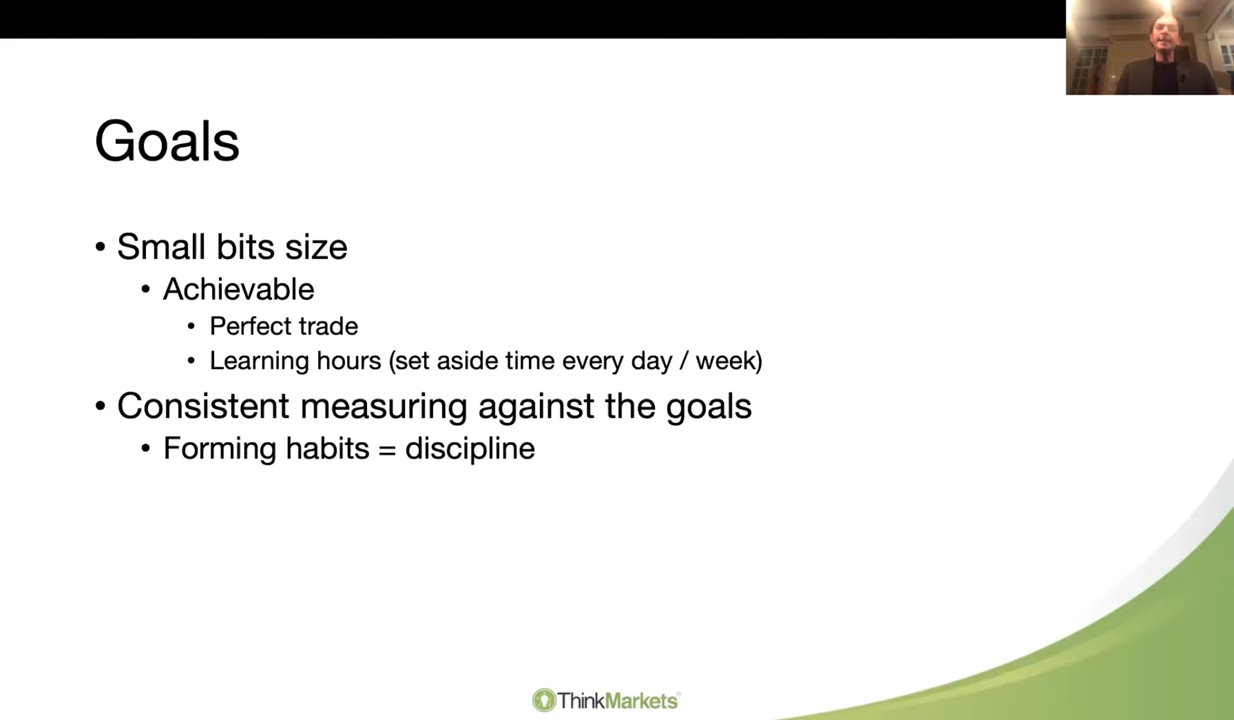 Goals
• Small bits size
• Achievable
• Perfect trade
• Learning hours (set aside time every day / week)
• Consistent measuring against the goals
• Forming habits = discipline
ThinkMarkets